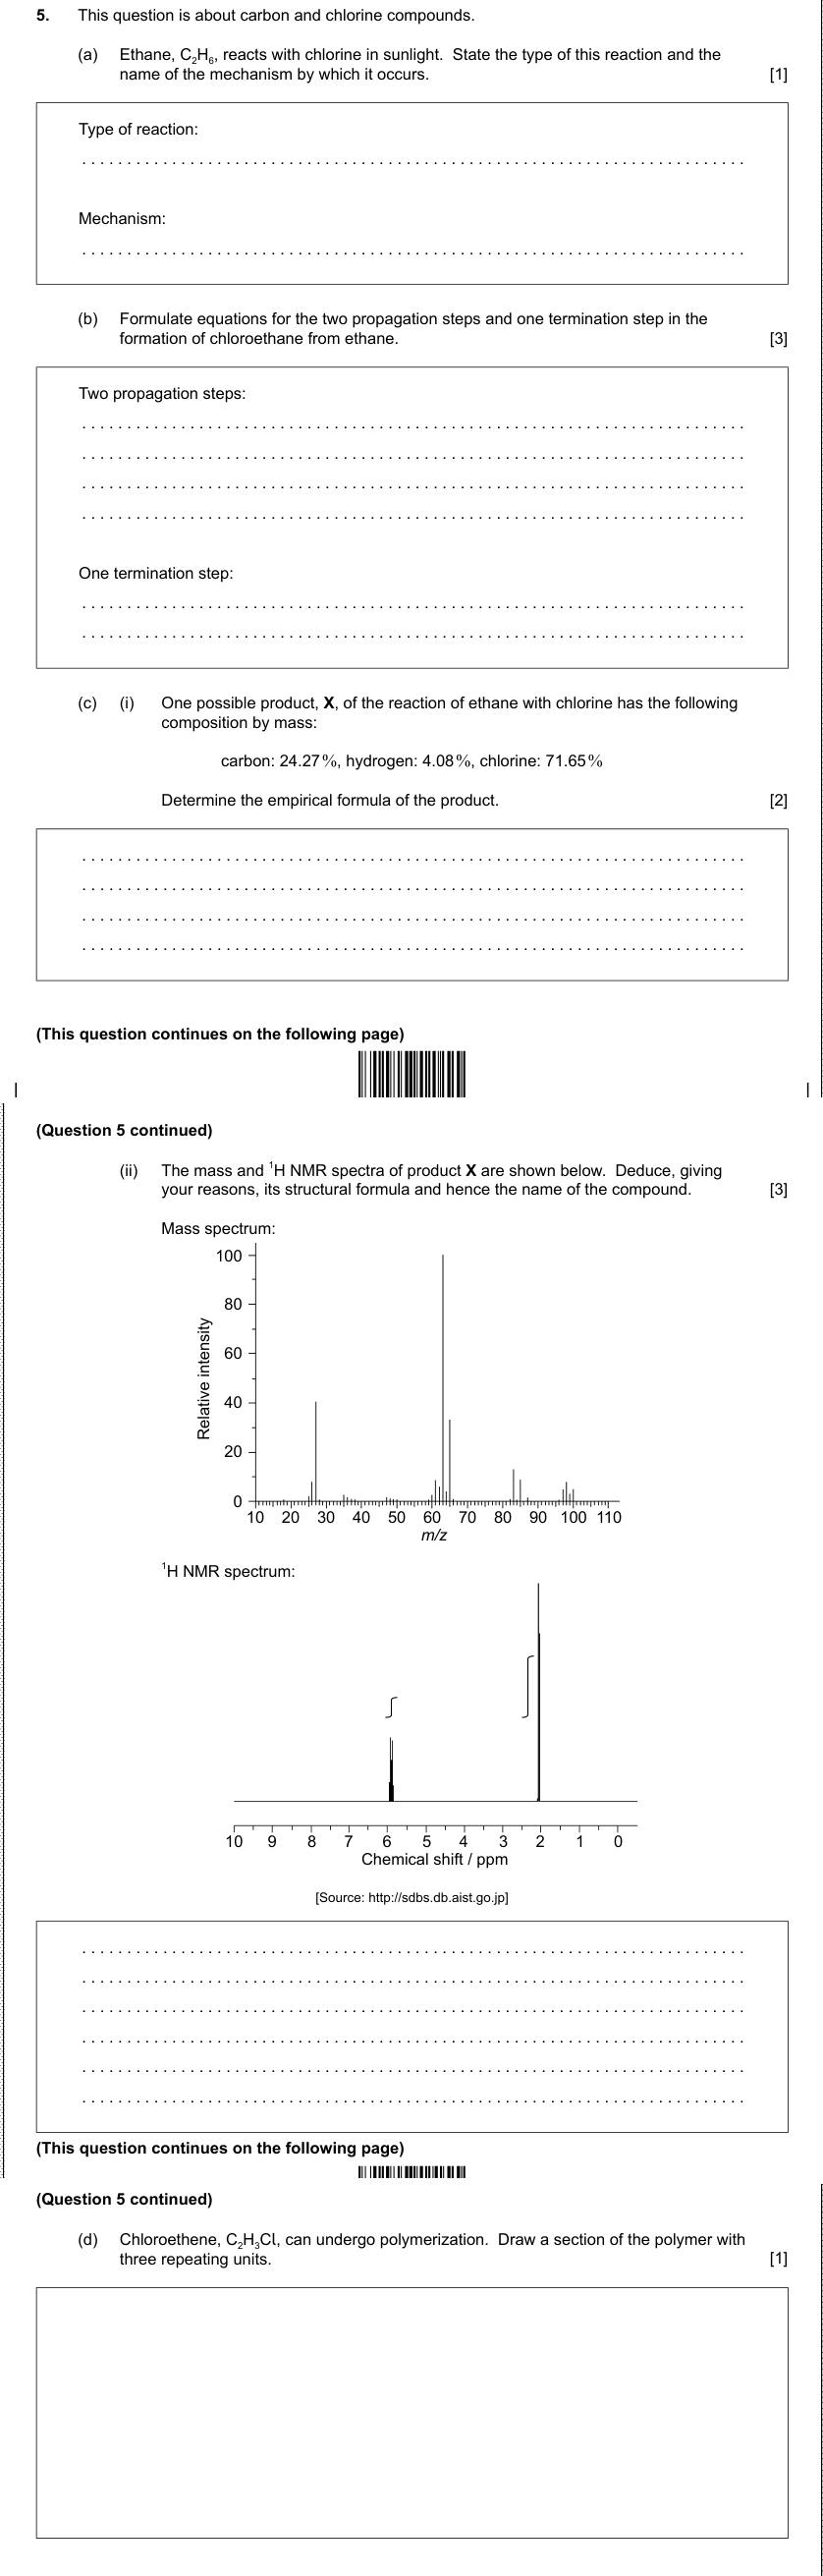 5. This question is about carbon and chlorine compounds.
(a) Ethane, C₂H₆, reacts with chlorine in sunlight. State the type of this reaction and the
name of the mechanism by which it occurs. [1]
Type of reaction:
Mechanism:
(b) Formulate equations for the two propagation steps and one termination step in the
formation of chloroethane from ethane. [3]
Two propagation steps:
One termination step:
(c) (i) One possible product, X, of the reaction of ethane with chlorine has the following
composition by mass:
carbon: 24.27%, hydrogen: 4.08%, chlorine: 71.65%
Determine the empirical formula of the product. [2]
(This question continues on the following page)
(Question 5 continued)
(ii) The mass and ¹H NMR spectra of product X are shown below. Deduce, giving
your reasons, its structural formula and hence the name of the compound. [3]
Mass spectrum:
100
80
60
40
20
0
Relative intensity
10 20 30 40 50 60 70 80 90 100 110
m/z
¹H NMR spectrum:
10 9 8 7 6 5 4 3 2 1 0
Chemical shift / ppm
[Source: http://sdbs.db.aist.go.jp]
(This question continues on the following page)
(Question 5 continued)
(d) Chloroethene, C₂H₃Cl, can undergo polymerization. Draw a section of the polymer with
three repeating units. [1]